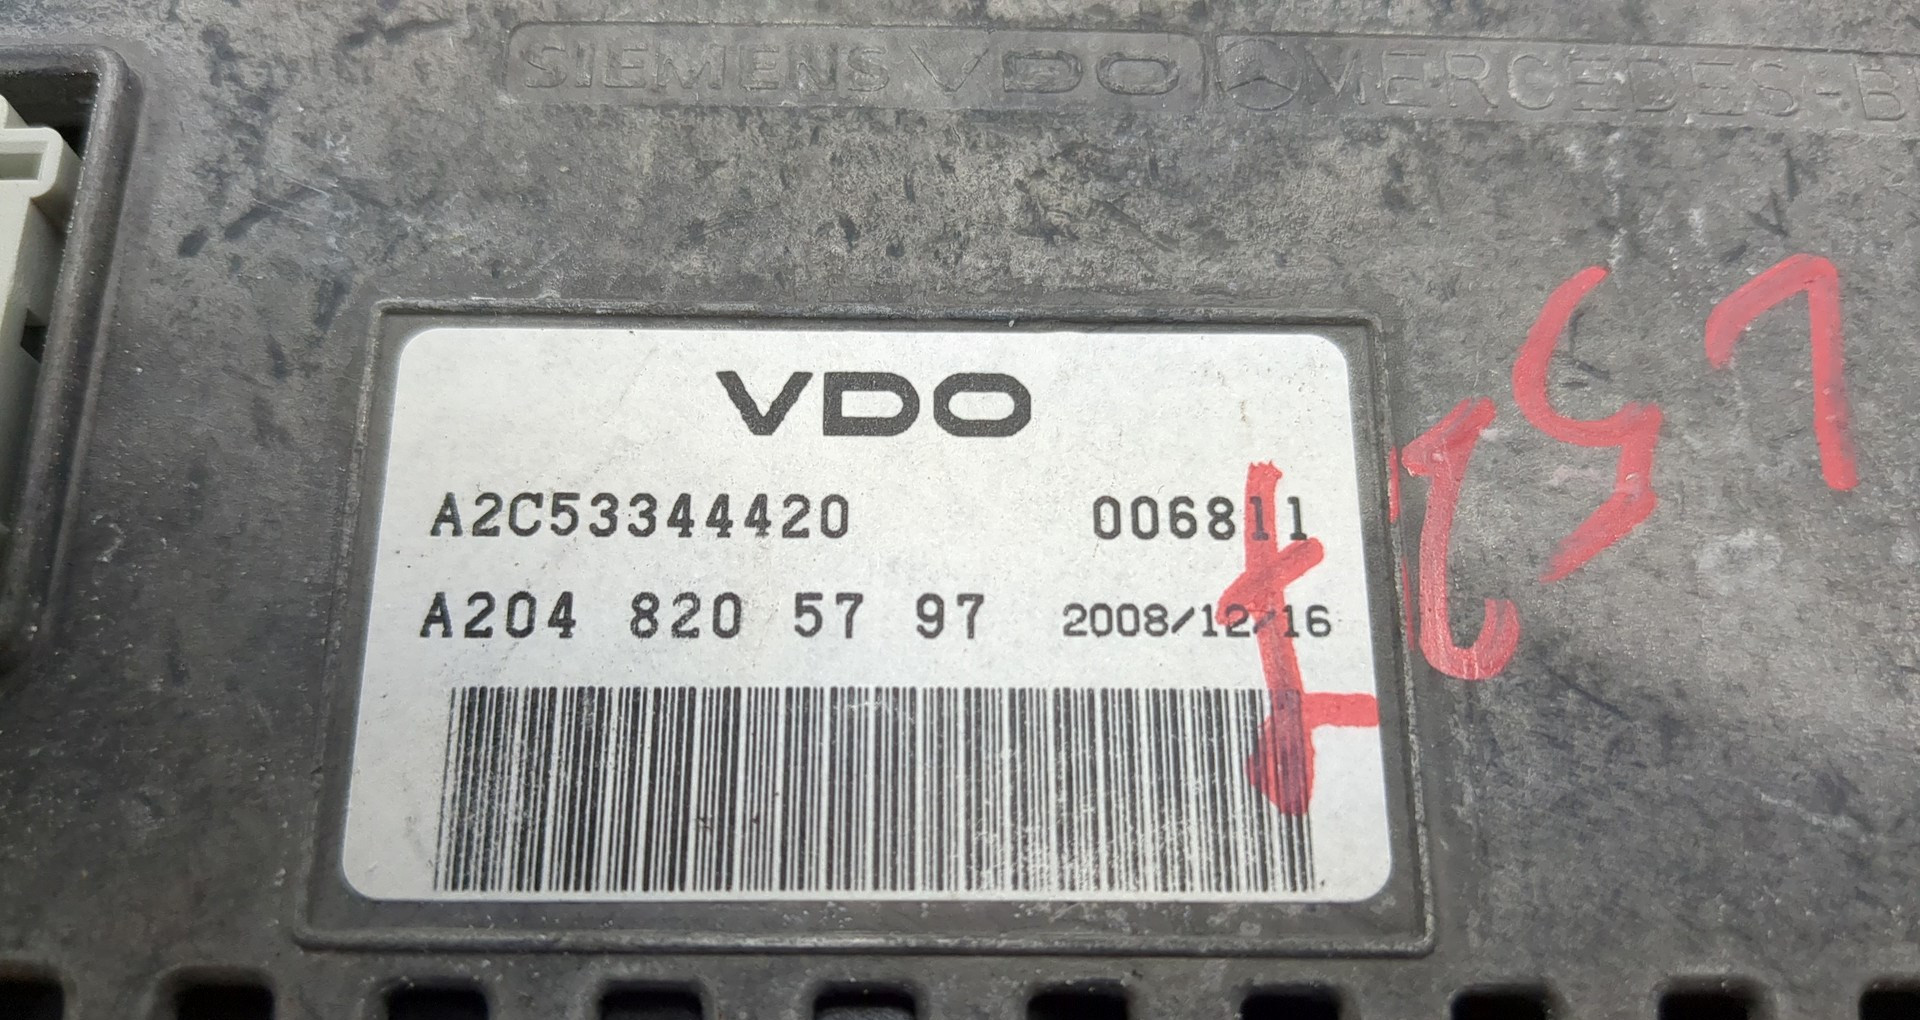 SIEMENS VDO MERCEDES-B
VDO
A2C53344420 006811
A204 820 57 97 2008/12/16